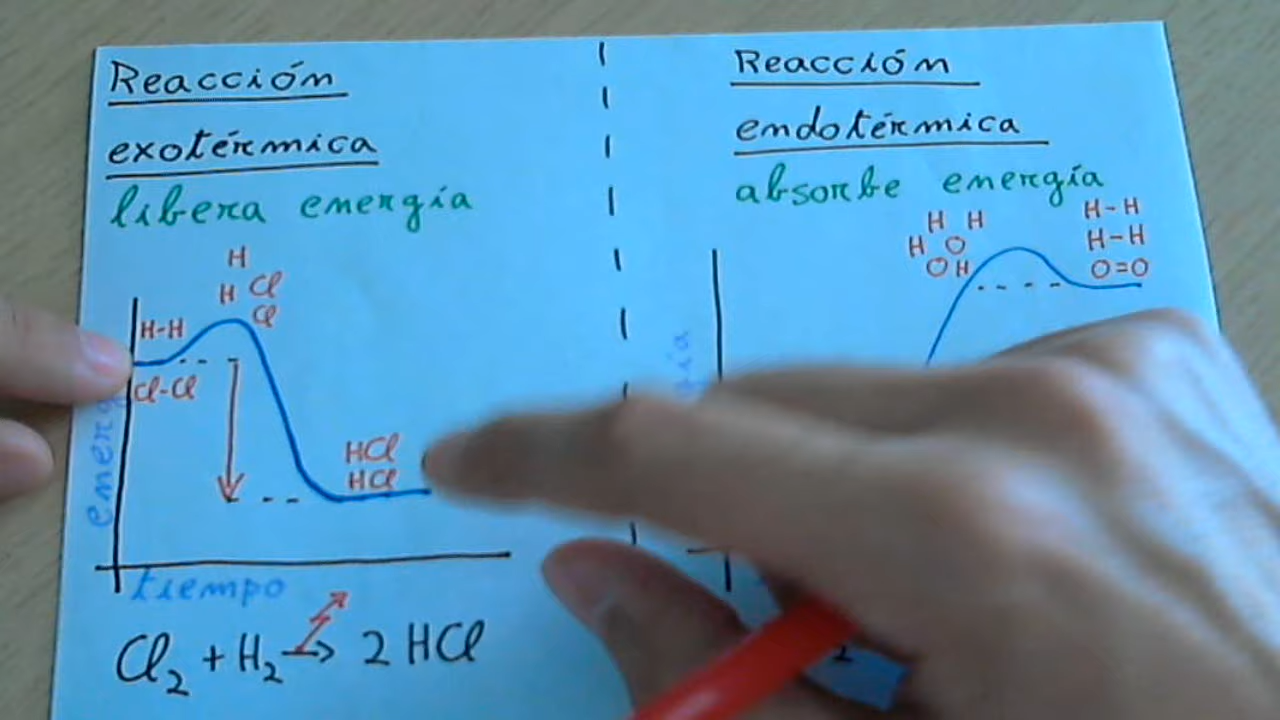 Reacción
exotérmica
libera energía
H
H Cl
Cl
H-H
Cl-Cl
HCl
HCl
tiempo
Cl₂ + H₂ → 2 HCl
Reacción
endotérmica
absorbe energía
H H
H O
O H
H-H
H-H
O=O